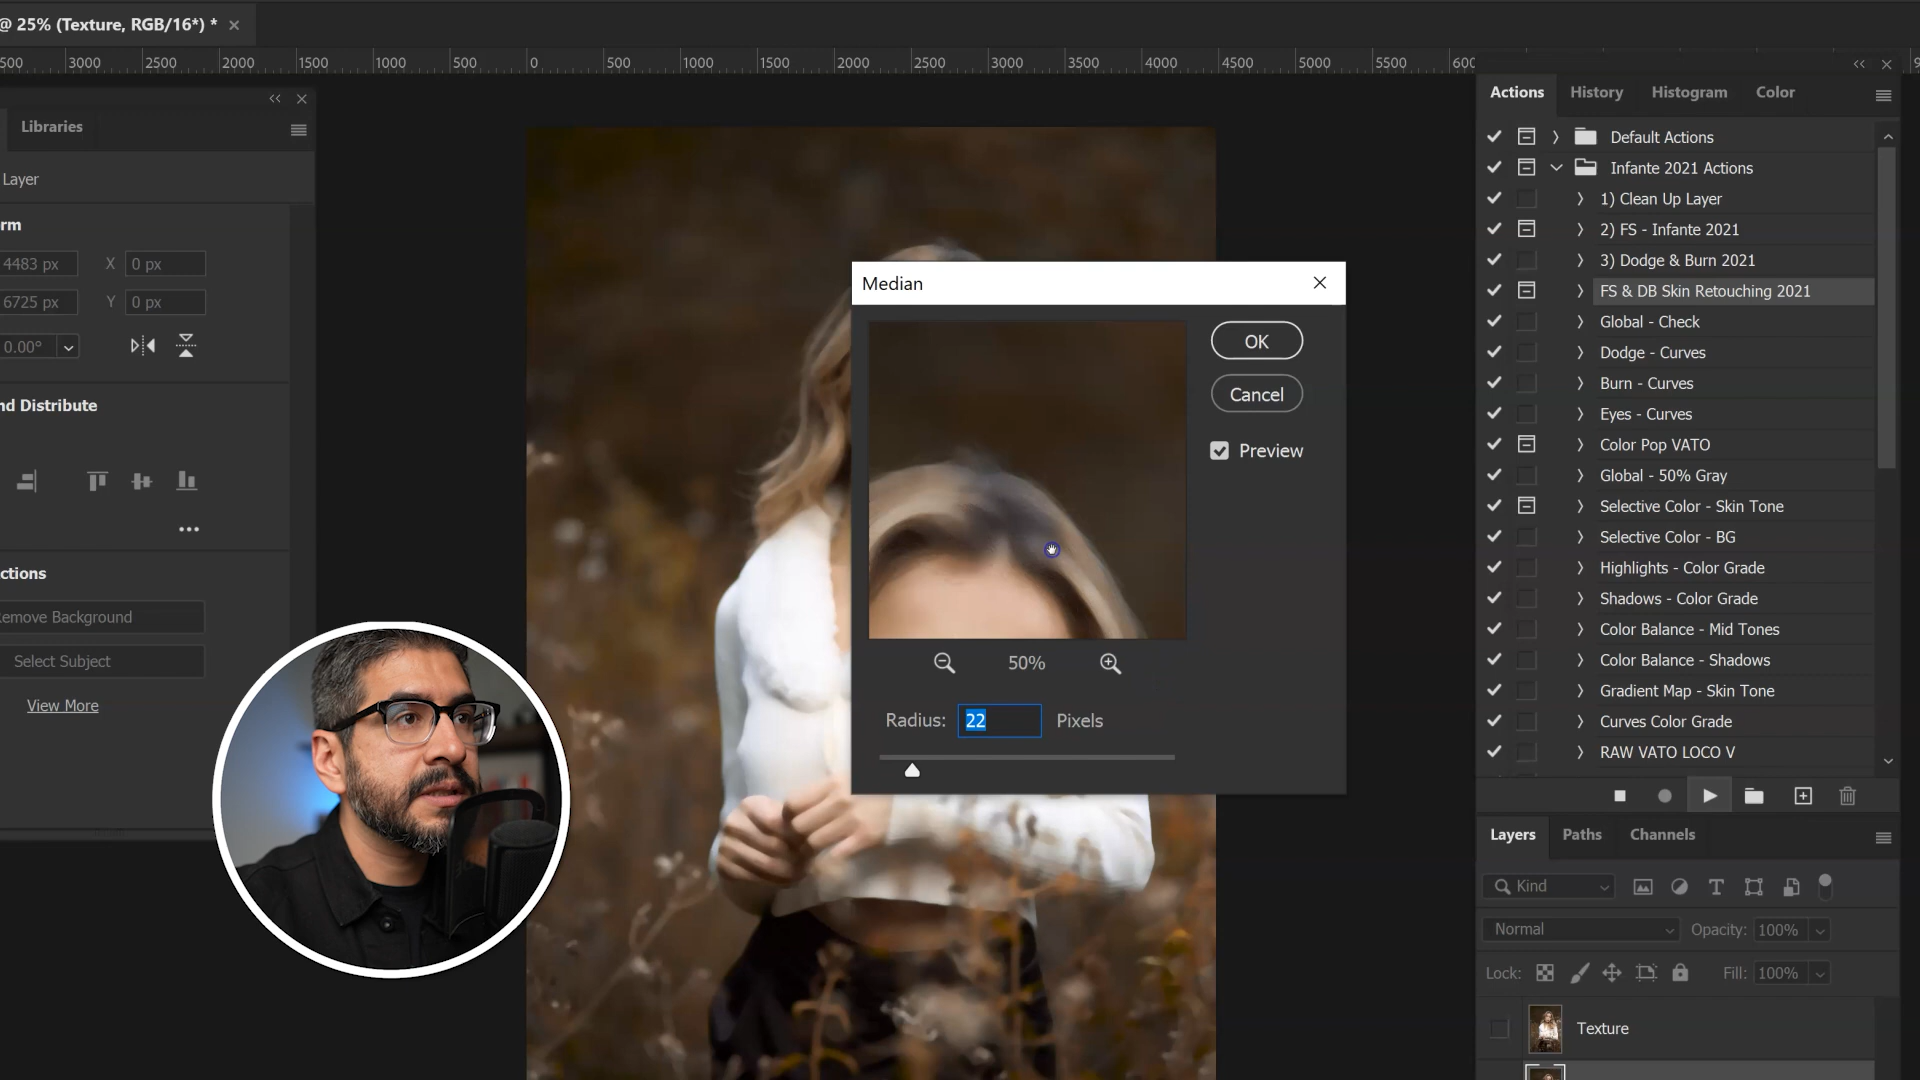 @ 25% (Texture, RGB/16*) *
500 3000 2500 2000 1500 1000 500 0 500 1000 1500 2000 2500 3000 3500 4000 4500 5000 5500 600
Libraries
Layer
rm
4483 px X 0 px
6725 px Y 0 px
0.00°
nd Distribute
ctions
emove Background
Select Subject
View More
Median
OK
Cancel
Preview
50%
Radius: 22 Pixels
Actions History Histogram Color
Default Actions
Infante 2021 Actions
1) Clean Up Layer
2) FS - Infante 2021
3) Dodge & Burn 2021
FS & DB Skin Retouching 2021
Global - Check
Dodge - Curves
Burn - Curves
Eyes - Curves
Color Pop VATO
Global - 50% Gray
Selective Color - Skin Tone
Selective Color - BG
Highlights - Color Grade
Shadows - Color Grade
Color Balance - Mid Tones
Color Balance - Shadows
Gradient Map - Skin Tone
Curves Color Grade
RAW VATO LOCO V
Layers Paths Channels
Kind
Normal Opacity: 100%
Lock: Fill: 100%
Texture